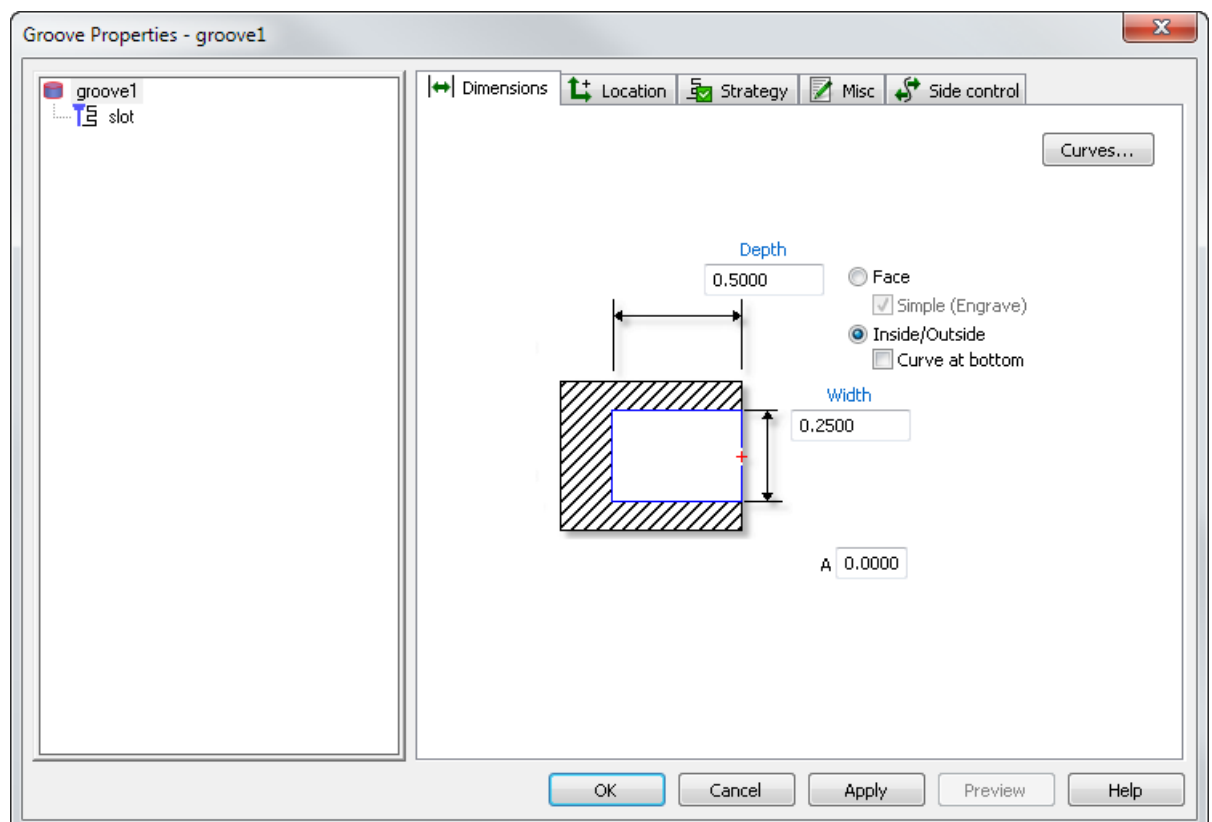 Groove Properties - groove1
groove1
slot
Dimensions Location Strategy Misc Side control
Curves...
Depth
0.5000
Face
Simple (Engrave)
Inside/Outside
Curve at bottom
Width
0.2500
A 0.0000
OK Cancel Apply Preview Help